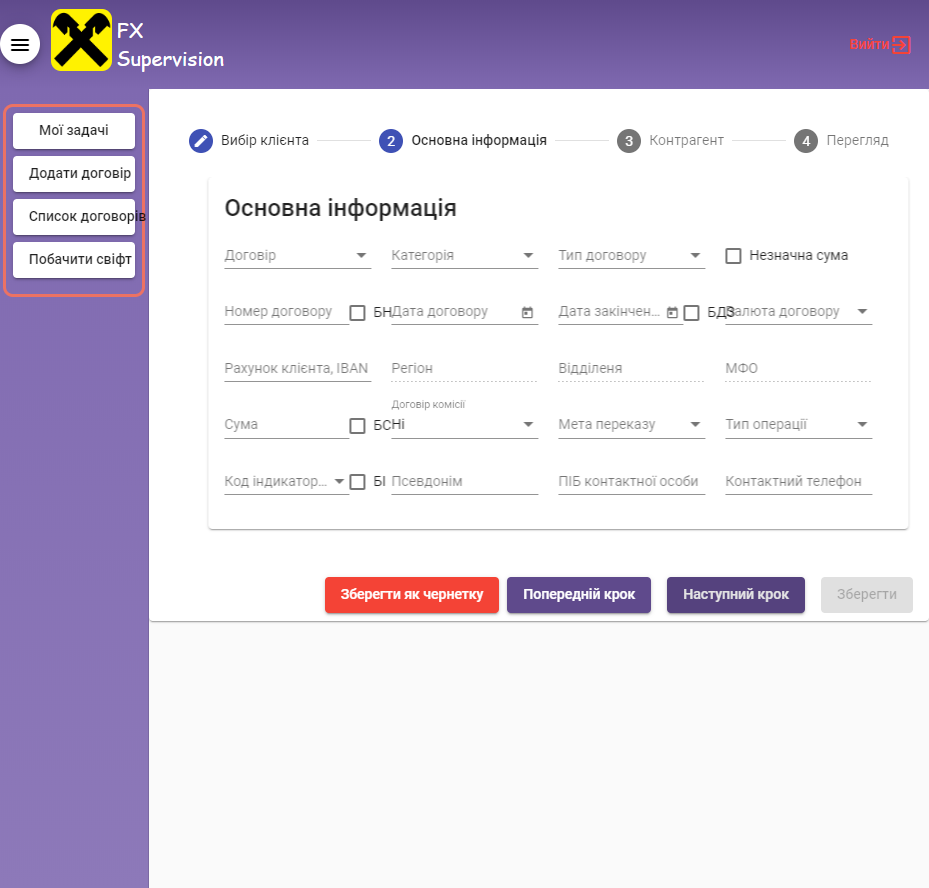 FX
Supervision
Вийти
Мої задачі
Додати договір
Список договорів
Побачити свіфт
Вибір клієнта
2 Основна інформація
3 Контрагент
4 Перегляд
Основна інформація
Договір Категорія Тип договору Незначна сума
Номер договору БН Дата договору Дата закінчен... БДЗ Валюта договору
Рахунок клієнта, IBAN Регіон Відділеня МФО
Договір комісії
Сума БС Ні Мета переказу Тип операції
Код індикатор... БІ Псевдонім ПІБ контактної особи Контактний телефон
Зберегти як чернетку Попередній крок Наступний крок Зберегти